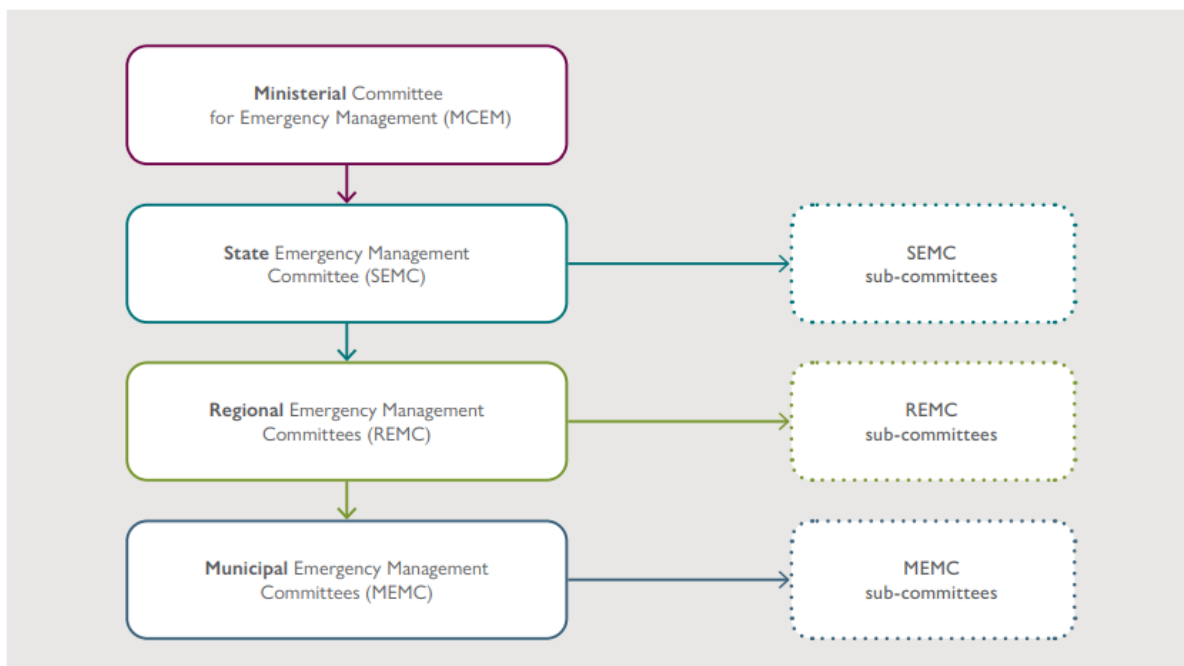 Ministerial Committee
for Emergency Management (MCEM)
State Emergency Management
Committee (SEMC)
SEMC
sub-committees
Regional Emergency Management
Committees (REMC)
REMC
sub-committees
Municipal Emergency Management
Committees (MEMC)
MEMC
sub-committees